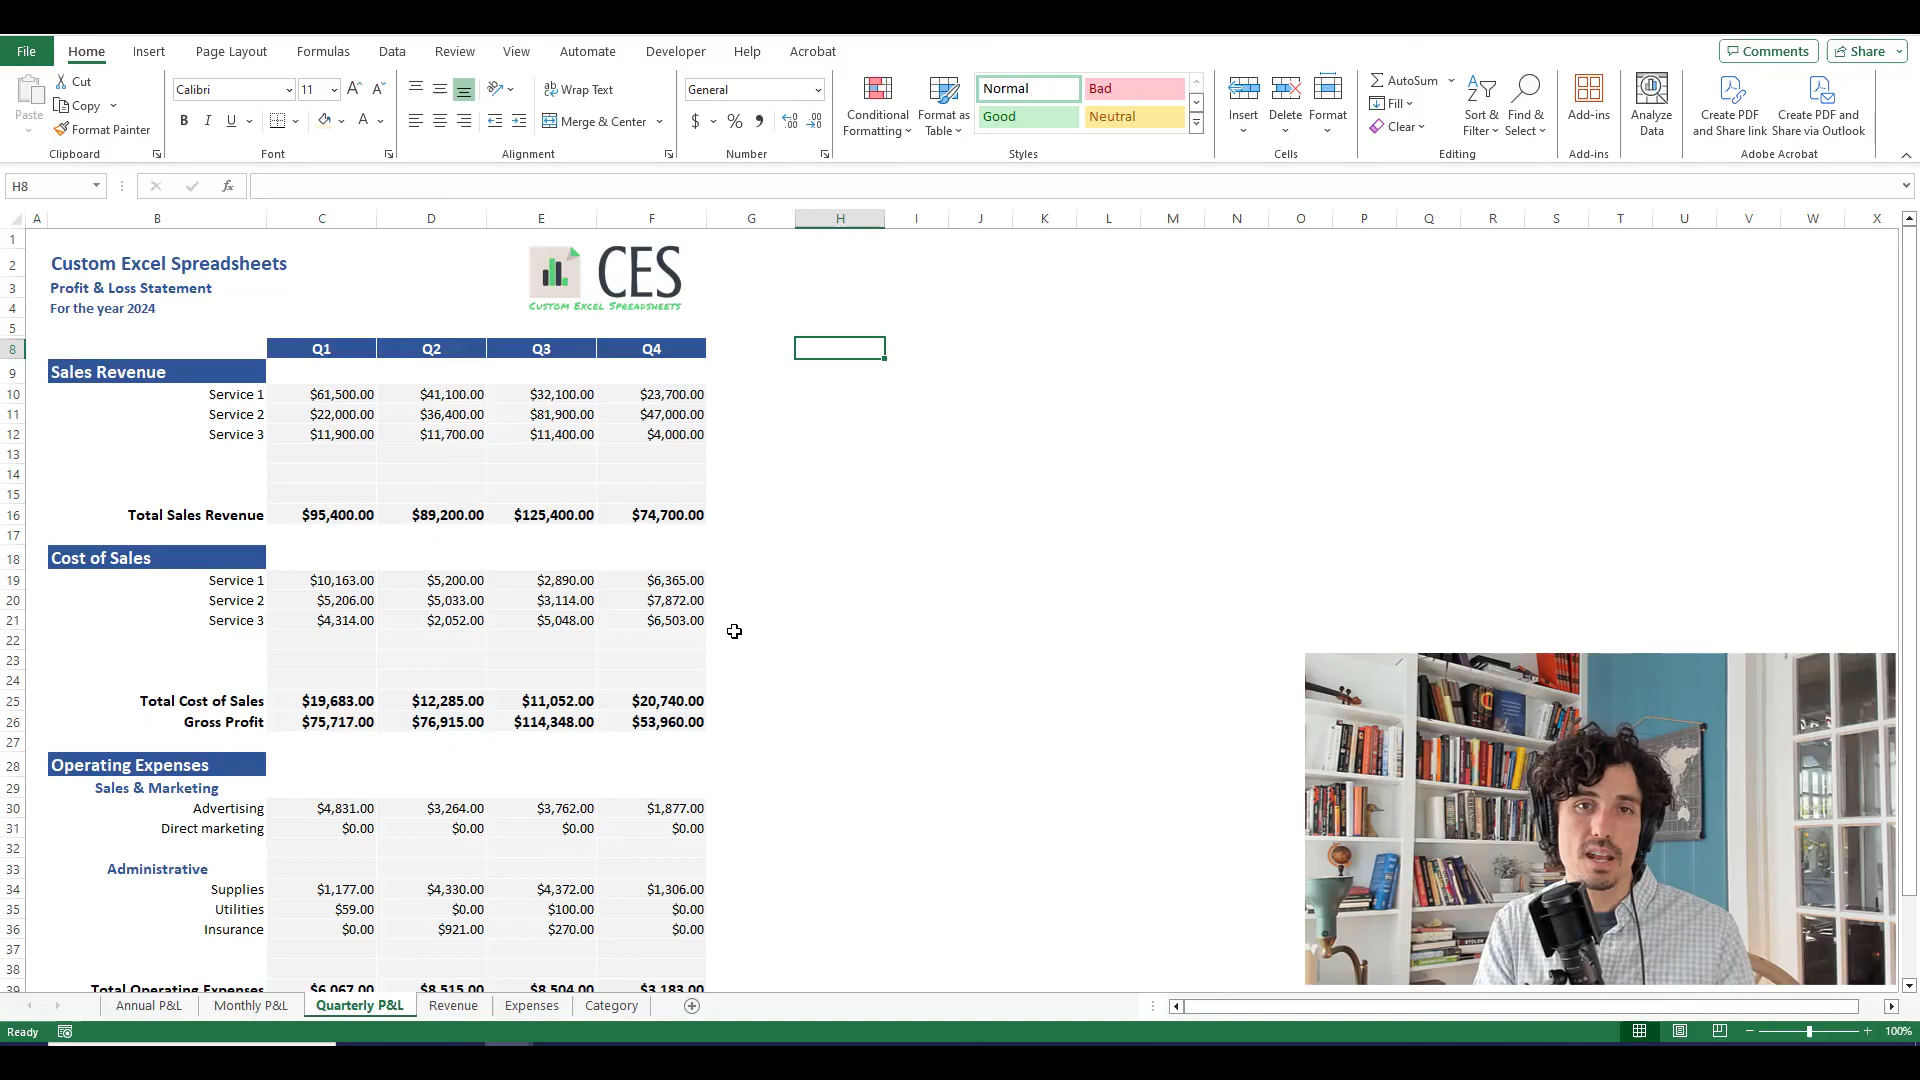 File Home Insert Page Layout Formulas Data Review View Automate Developer Help Acrobat Comments Share
Paste Cut Copy Format Painter Clipboard
Calibri 11 A A B I U A Font
Wrap Text Merge & Center Alignment
General $ % 9 Number
Conditional Formatting Format as Table Normal Bad Good Neutral Styles
Insert Delete Format Cells
AutoSum Fill Clear Sort & Filter Find & Select Editing
Add-ins Add-ins
Analyze Data
Create PDF and Share link Create PDF and Share via Outlook Adobe Acrobat
H8 fx
A B C D E F G H I J K L M N O P Q R S T U V W X
1
2 Custom Excel Spreadsheets CES
3 Profit & Loss Statement
4 For the year 2024 Custom Excel Spreadsheets
5
8 Q1 Q2 Q3 Q4
9 Sales Revenue
10 Service 1 $61,500.00 $41,100.00 $32,100.00 $23,700.00
11 Service 2 $22,000.00 $36,400.00 $81,900.00 $47,000.00
12 Service 3 $11,900.00 $11,700.00 $11,400.00 $4,000.00
13
14
15
16 Total Sales Revenue $95,400.00 $89,200.00 $125,400.00 $74,700.00
17
18 Cost of Sales
19 Service 1 $10,163.00 $5,200.00 $2,890.00 $6,365.00
20 Service 2 $5,206.00 $5,033.00 $3,114.00 $7,872.00
21 Service 3 $4,314.00 $2,052.00 $5,048.00 $6,503.00
22
23
24
25 Total Cost of Sales $19,683.00 $12,285.00 $11,052.00 $20,740.00
26 Gross Profit $75,717.00 $76,915.00 $114,348.00 $53,960.00
27
28 Operating Expenses
29 Sales & Marketing
30 Advertising $4,831.00 $3,264.00 $3,762.00 $1,877.00
31 Direct marketing $0.00 $0.00 $0.00 $0.00
32
33 Administrative
34 Supplies $1,177.00 $4,330.00 $4,372.00 $1,306.00
35 Utilities $59.00 $0.00 $100.00 $0.00
36 Insurance $0.00 $921.00 $270.00 $0.00
37
38
39 Total Operating Expenses $6,067.00 $8,515.00 $8,504.00 $3,183.00
Annual P&L Monthly P&L Quarterly P&L Revenue Expenses Category
Ready 100%